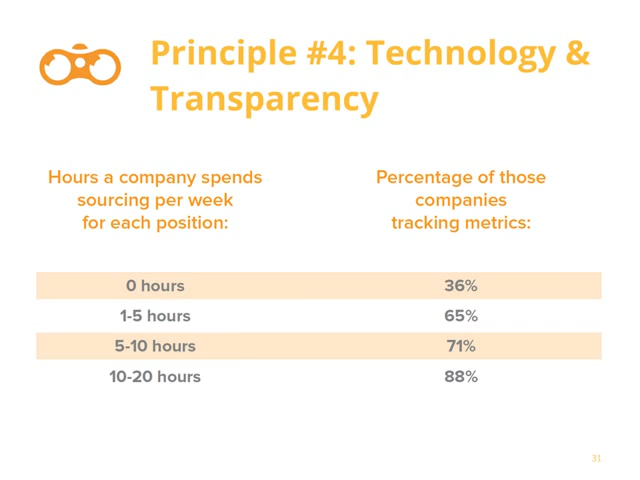 Principle #4: Technology &
Transparency
Hours a company spends
sourcing per week
for each position:
Percentage of those
companies
tracking metrics:
0 hours 36%
1-5 hours 65%
5-10 hours 71%
10-20 hours 88%
31